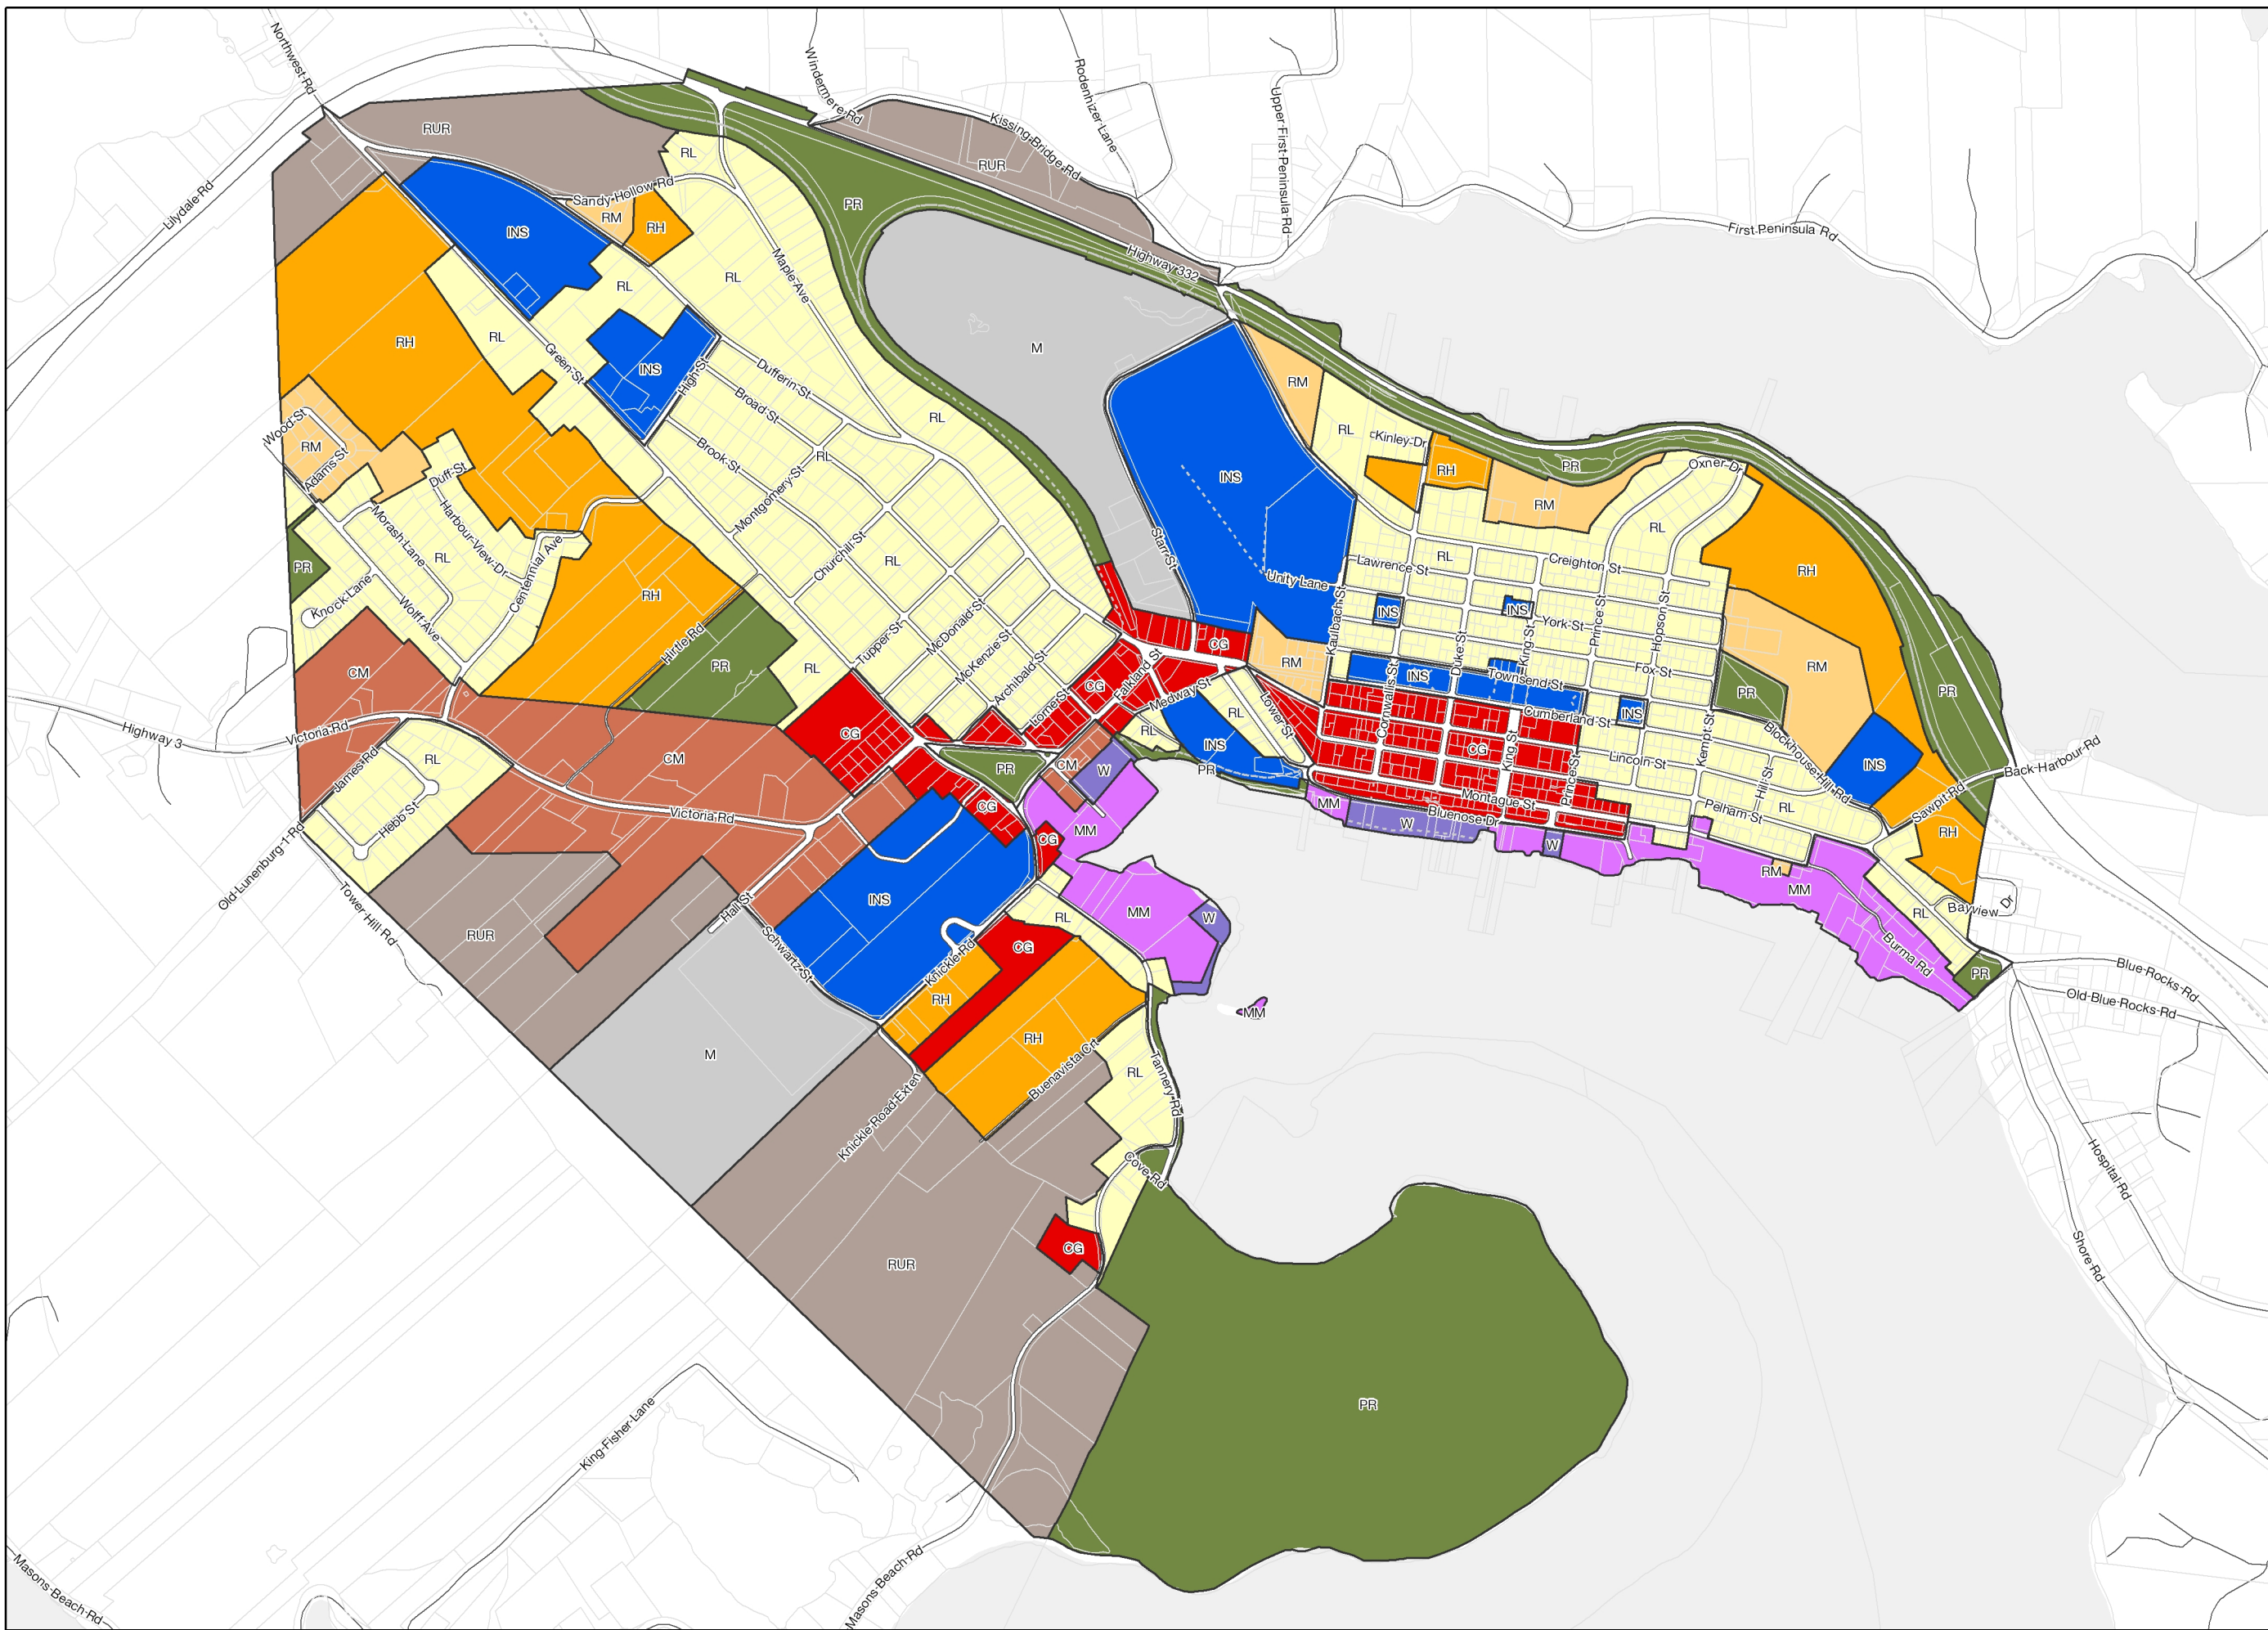 Northwest Rd
Windermere Rd
Rodenhizer Lane
Upper First Peninsula Rd
Kissing Bridge Rd
RUR
RL
RUR
Lilydale Rd
Sandy Hollow Rd
RM
RH
PR
INS
First Peninsula Rd
Highway 332
Maple Ave
RL
RL
M
RH
RL
Green St
INS
High St
Dufferin St
Broad St
RM
RL
RL
Kinley Dr
Wood St
RM
Adams St
Brook St
RL
Duff St
RH
PR
Oxner Dr
INS
RM
Montgomery St
Harbour View Dr
Morash Lane
RL
RL
Starr St
Centennial Ave
Churchill St
RL
RL
Lawrence St
Creighton St
RH
PR
Unity Lane
Knock Lane
Wolff Ave
RH
Kaulbach St
INS
INS
York St
Prince St
Hopson St
McDonald St
Tupper St
McKenzie St
Hirtle Rd
PR
RL
Archibald St
CG
Falkland St
RM
Duke St
King St
Fox St
RM
CM
CG
Lorne St
Medway St
INS
Townsend St
PR
PR
Cornwallis St
RL
Lower St
Cumberland St
INS
Kempt St
Blockhouse Hill Rd
Highway 3
Victoria Rd
CG
RL
INS
CG
King St
Prince St
Lincoln St
Back Harbour Rd
James Rd
RL
CM
PR
CM
W
PR
INS
Hill St
Hebb St
Victoria Rd
CG
MM
MM
W
Bluenose Dr
Montague St
Pelham St
RL
Sawpit Rd
RH
CG
W
RM
MM
Old Lunenburg 1 Rd
Tower Hill Rd
INS
Hall St
RUR
Schwartz St
RL
MM
W
RL
Bayview Dr
Burma Rd
CG
Knickle Rd
RH
PR
Blue Rocks Rd
Old Blue Rocks Rd
MM
RH
M
Buenavista Crt
RL
Tannery Rd
Knickle Road Exten
Cove Rd
Hospital Rd
CG
RUR
Shore Rd
PR
King Fisher Lane
Masons Beach Rd
Masons Beach Rd